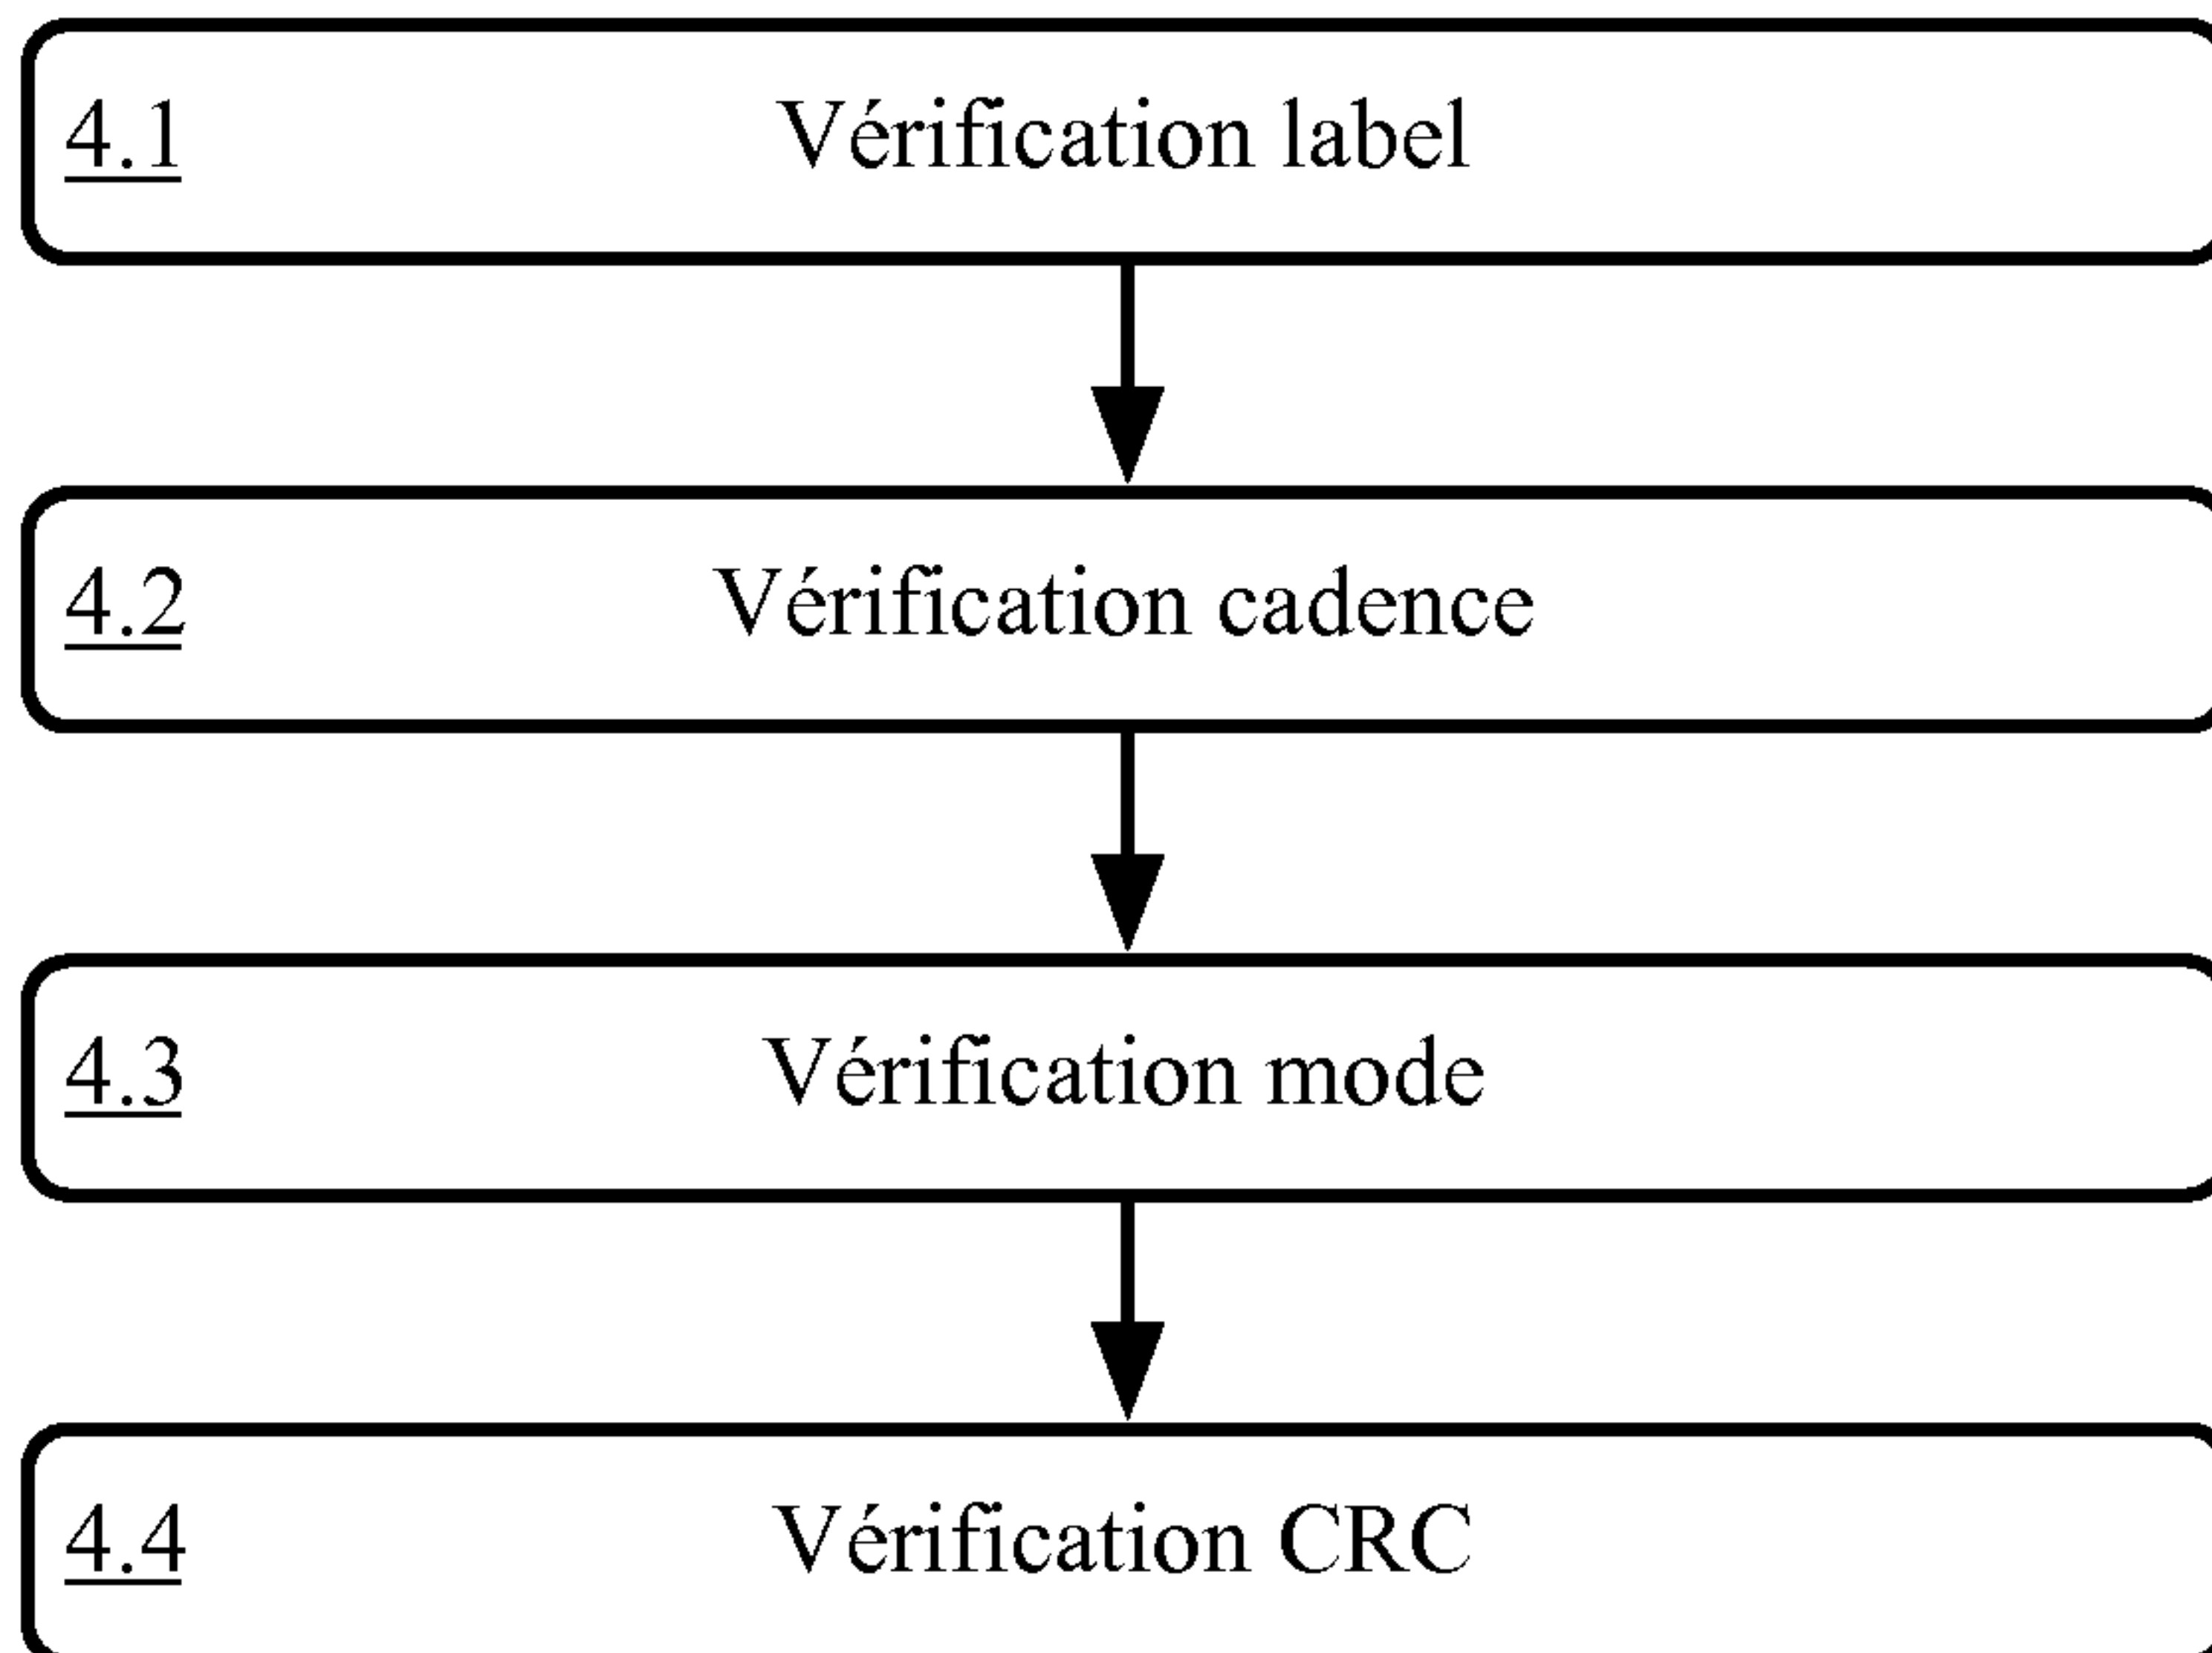 4.1 Vérification label
4.2 Vérification cadence
4.3 Vérification mode
4.4 Vérification CRC